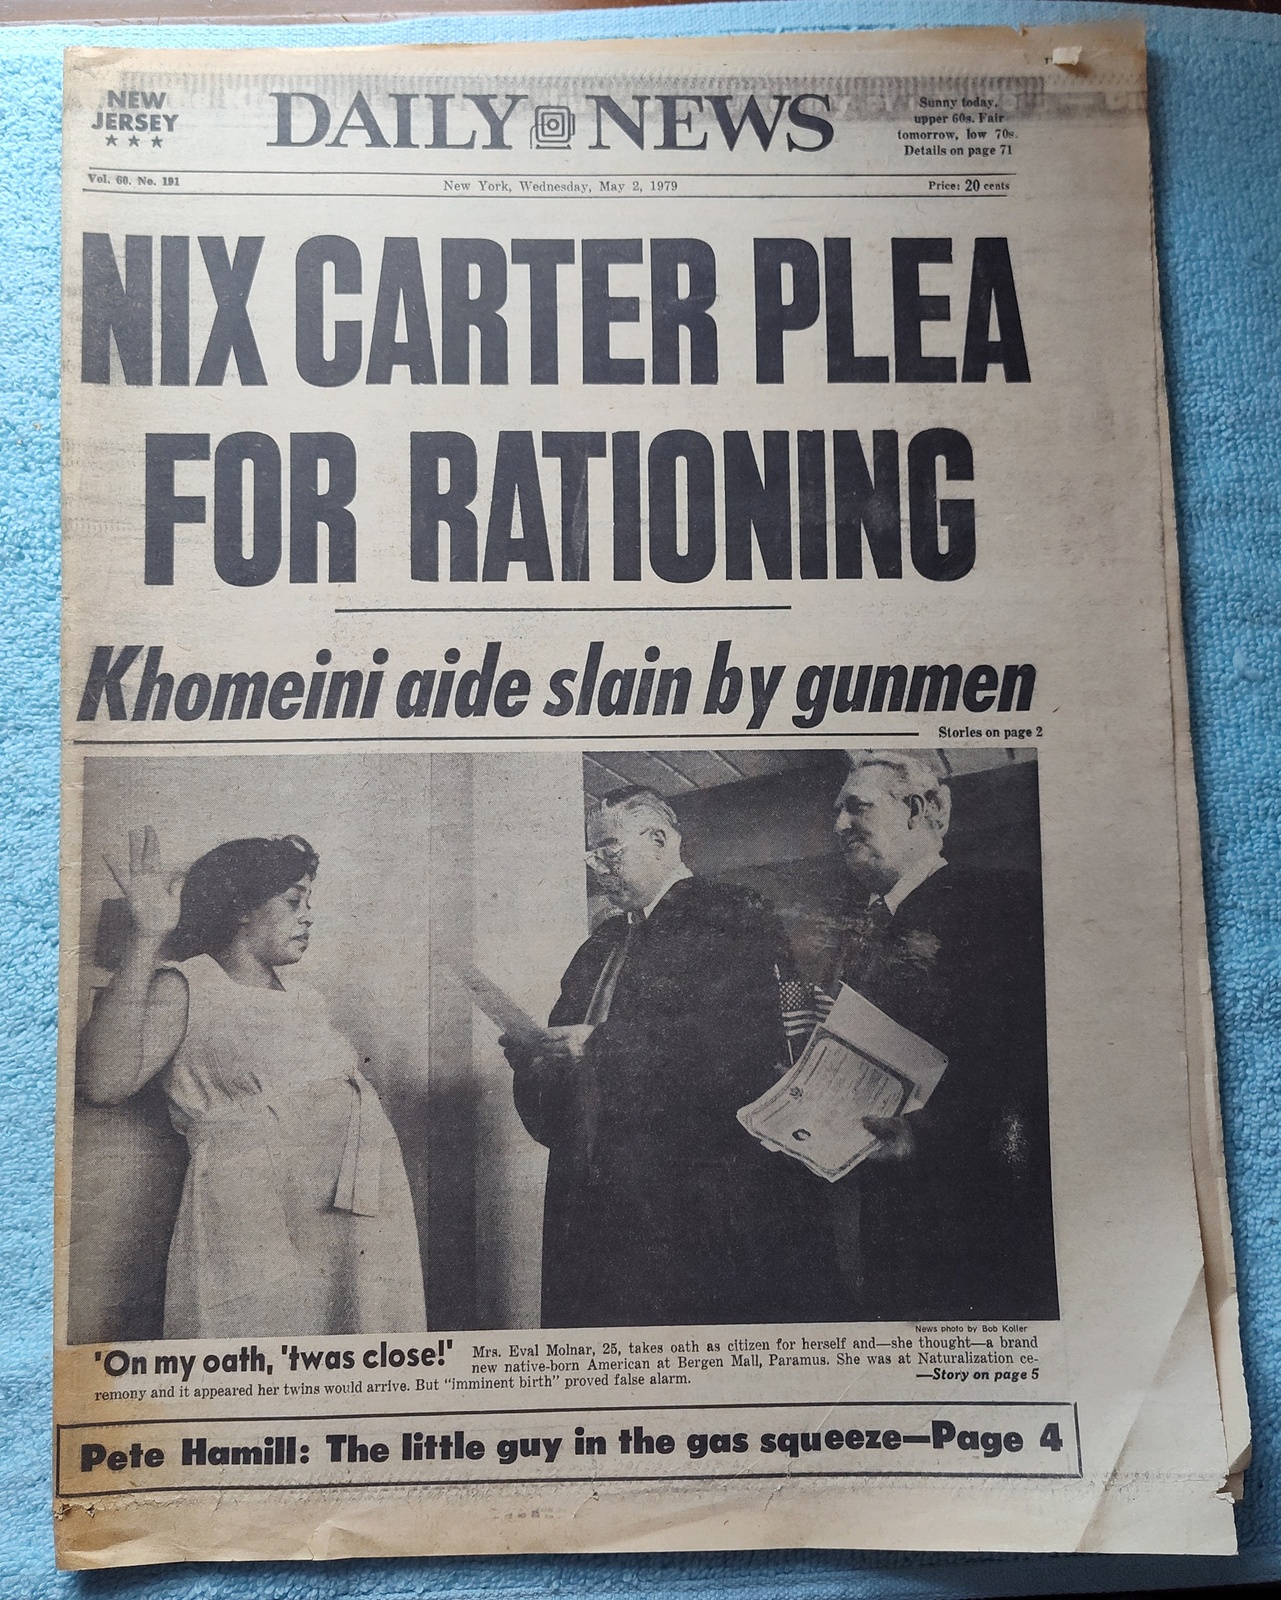 NEW
JERSEY
★ ★ ★
DAILY NEWS
Sunny today,
upper 60s. Fair
tomorrow, low 70s.
Details on page 71
Vol. 60. No. 191
New York, Wednesday, May 2, 1979
Price: 20 cents
NIX CARTER PLEA
FOR RATIONING
Khomeini aide slain by gunmen
Stories on page 2
News photo by Bob Koller
'On my oath, 'twas close!' Mrs. Eval Molnar, 25, takes oath as citizen for herself and—she thought—a brand
new native-born American at Bergen Mall, Paramus. She was at Naturalization ce-
remony and it appeared her twins would arrive. But "imminent birth" proved false alarm. —Story on page 5
Pete Hamill: The little guy in the gas squeeze—Page 4